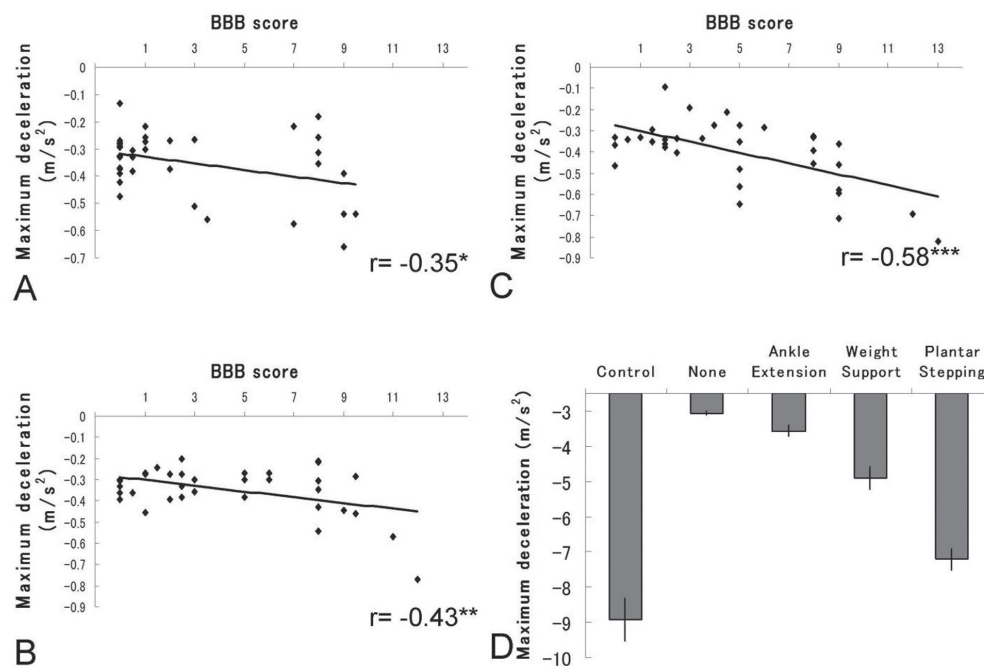 BBB score
1 3 5 7 9 11 13
0
-0.1
-0.2
-0.3
-0.4
-0.5
-0.6
-0.7
Maximum deceleration
(m/s²)
r= -0.35*
A
BBB score
1 3 5 7 9 11 13
0
-0.1
-0.2
-0.3
-0.4
-0.5
-0.6
-0.7
-0.8
-0.9
Maximum deceleration
(m/s²)
r= -0.58***
C
BBB score
1 3 5 7 9 11 13
0
-0.1
-0.2
-0.3
-0.4
-0.5
-0.6
-0.7
-0.8
-0.9
Maximum deceleration
(m/s²)
r= -0.43**
B
Control None Ankle Extension Weight Support Plantar Stepping
-3
-4
-5
-6
-7
-8
-9
-10
Maximum deceleration (m/s²)
D